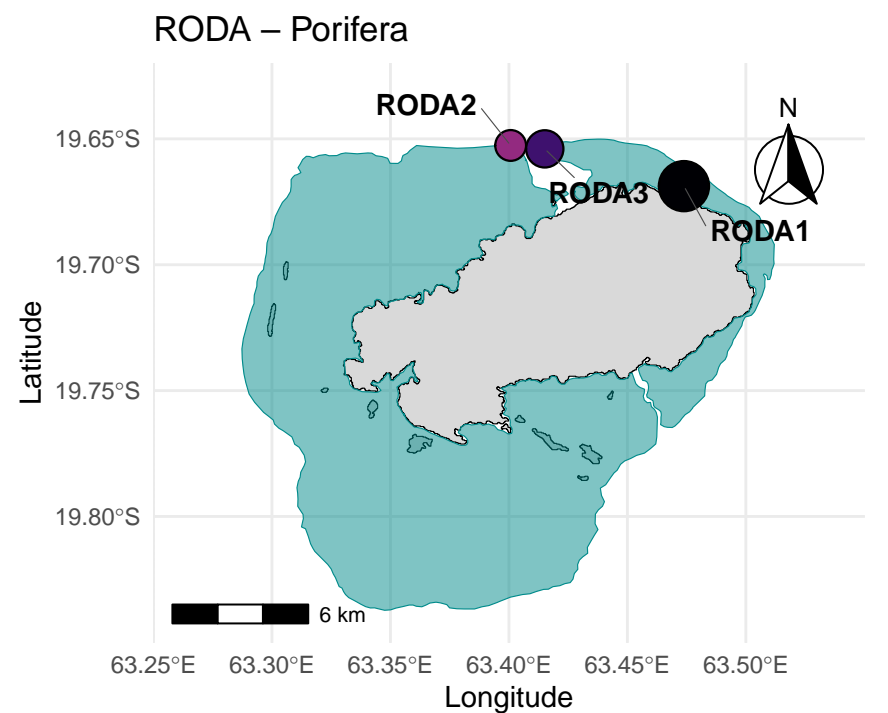 RODA – Porifera
RODA2
N
19.65°S
RODA3
RODA1
19.70°S
Latitude
19.75°S
19.80°S
6 km
63.25°E 63.30°E 63.35°E 63.40°E 63.45°E 63.50°E
Longitude